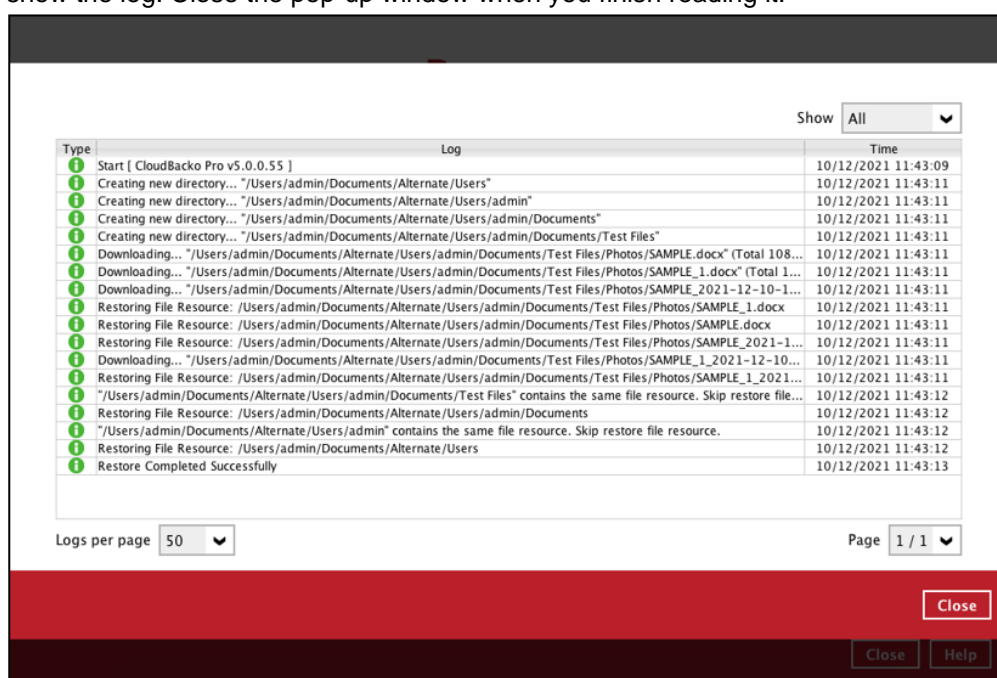 show the log. Close the pop-up window when you finish reading it.
Show All
Type Log Time
Start [ CloudBacko Pro v5.0.0.55 ] 10/12/2021 11:43:09
Creating new directory... "/Users/admin/Documents/Alternate/Users" 10/12/2021 11:43:11
Creating new directory... "/Users/admin/Documents/Alternate/Users/admin" 10/12/2021 11:43:11
Creating new directory... "/Users/admin/Documents/Alternate/Users/admin/Documents" 10/12/2021 11:43:11
Creating new directory... "/Users/admin/Documents/Alternate/Users/admin/Documents/Test Files" 10/12/2021 11:43:11
Downloading... "/Users/admin/Documents/Alternate/Users/admin/Documents/Test Files/Photos/SAMPLE.docx" (Total 108... 10/12/2021 11:43:11
Downloading... "/Users/admin/Documents/Alternate/Users/admin/Documents/Test Files/Photos/SAMPLE_1.docx" (Total 1... 10/12/2021 11:43:11
Downloading... "/Users/admin/Documents/Alternate/Users/admin/Documents/Test Files/Photos/SAMPLE_2021-12-10-1... 10/12/2021 11:43:11
Restoring File Resource: /Users/admin/Documents/Alternate/Users/admin/Documents/Test Files/Photos/SAMPLE_1.docx 10/12/2021 11:43:11
Restoring File Resource: /Users/admin/Documents/Alternate/Users/admin/Documents/Test Files/Photos/SAMPLE.docx 10/12/2021 11:43:11
Restoring File Resource: /Users/admin/Documents/Alternate/Users/admin/Documents/Test Files/Photos/SAMPLE_2021-1... 10/12/2021 11:43:11
Downloading... "/Users/admin/Documents/Alternate/Users/admin/Documents/Test Files/Photos/SAMPLE_1_2021-12-10... 10/12/2021 11:43:11
Restoring File Resource: /Users/admin/Documents/Alternate/Users/admin/Documents/Test Files/Photos/SAMPLE_1_2021... 10/12/2021 11:43:11
"/Users/admin/Documents/Alternate/Users/admin/Documents/Test Files" contains the same file resource. Skip restore file... 10/12/2021 11:43:12
Restoring File Resource: /Users/admin/Documents/Alternate/Users/admin/Documents 10/12/2021 11:43:12
"/Users/admin/Documents/Alternate/Users/admin" contains the same file resource. Skip restore file resource. 10/12/2021 11:43:12
Restoring File Resource: /Users/admin/Documents/Alternate/Users 10/12/2021 11:43:12
Restore Completed Successfully 10/12/2021 11:43:13
Logs per page 50 Page 1 / 1
Close
Close Help